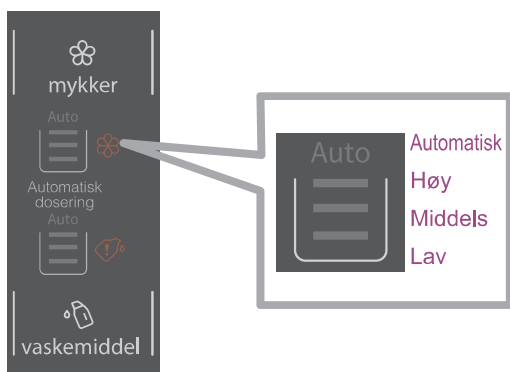 mykker
Auto
Automatisk
dosering
Auto
vaskemiddel
Auto
Automatisk
Høy
Middels
Lav